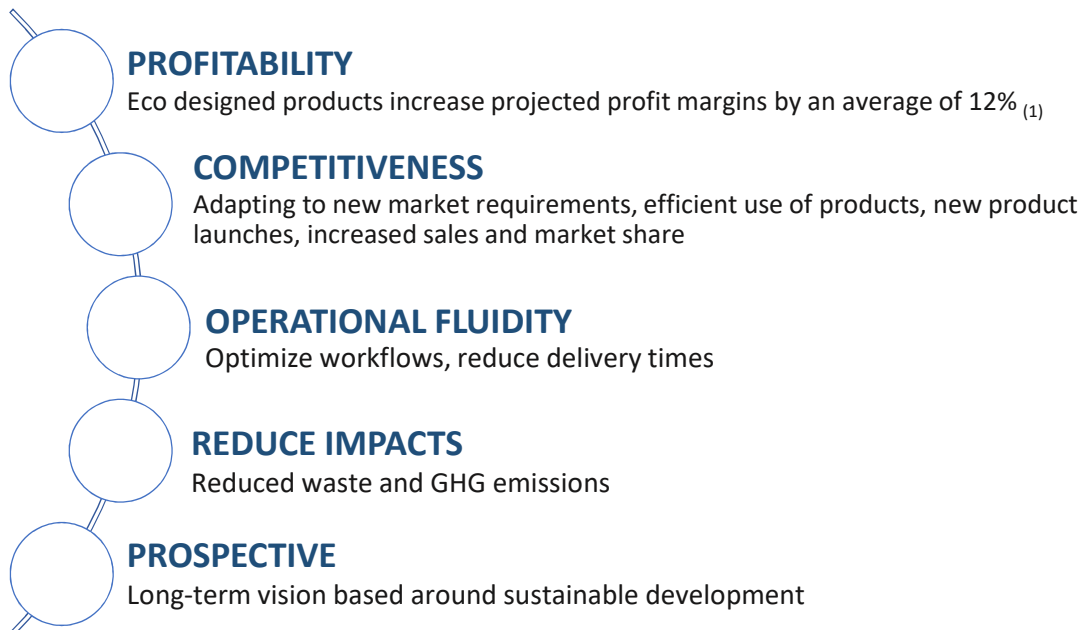 PROFITABILITY
Eco designed products increase projected profit margins by an average of 12% (1)
COMPETITIVENESS
Adapting to new market requirements, efficient use of products, new product
launches, increased sales and market share
OPERATIONAL FLUIDITY
Optimize workflows, reduce delivery times
REDUCE IMPACTS
Reduced waste and GHG emissions
PROSPECTIVE
Long-term vision based around sustainable development